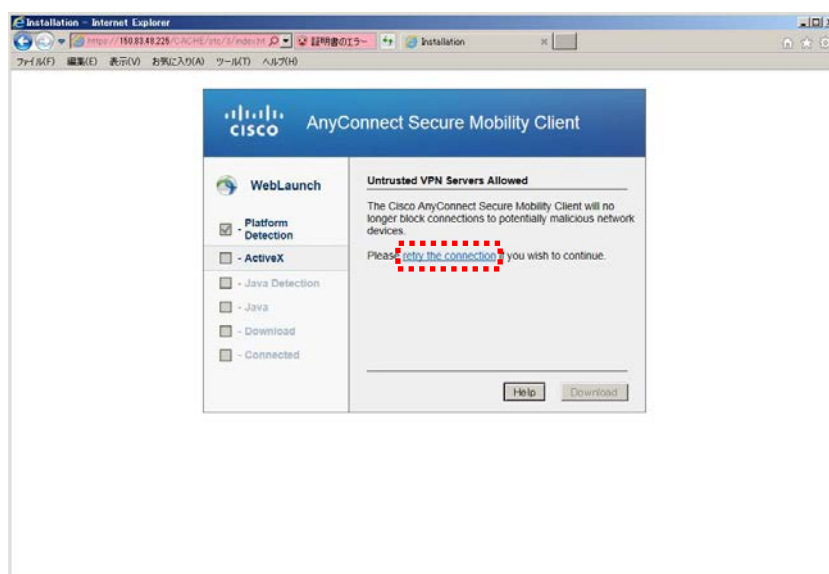 Installation - Internet Explorer
https://150.83.48.226/CACHE/stc/3/index.ht
証明書のエラー
Installation
ファイル(F) 編集(E) 表示(V) お気に入り(A) ツール(T) ヘルプ(H)
CISCO
AnyConnect Secure Mobility Client
WebLaunch
- Platform
Detection
- ActiveX
- Java Detection
- Java
- Download
- Connected
Untrusted VPN Servers Allowed
The Cisco AnyConnect Secure Mobility Client will no
longer block connections to potentially malicious network
devices.
Please retry the connection if you wish to continue.
Help
Download